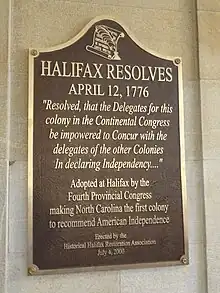 HALIFAX RESOLVES
APRIL 12, 1776
"Resolved, that the Delegates for this
colony in the Continental Congress
be impowered to Concur with the
delegates of the other Colonies
In declaring Independency...."
Adopted at Halifax by the
Fourth Provincial Congress
making North Carolina the first colony
to recommend American Independence
Erected by the
Historical Halifax Restoration Association
July 4, 2000